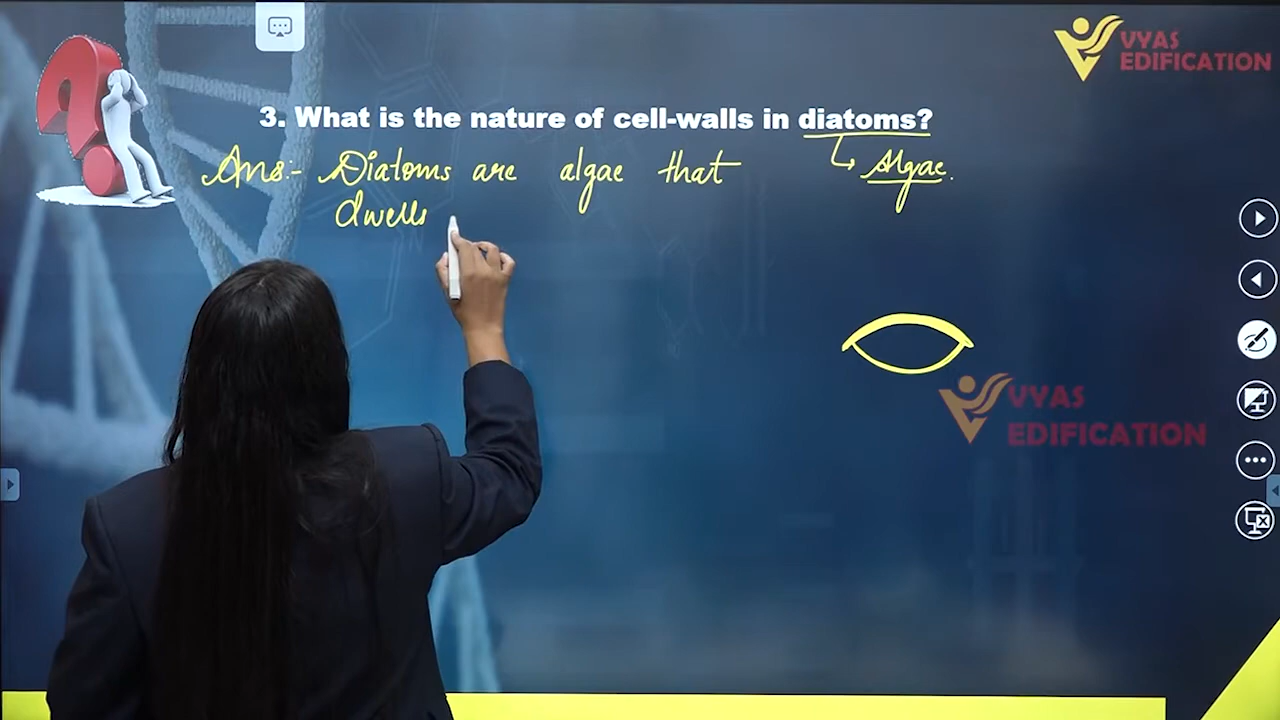 VYAS
EDIFICATION
3. What is the nature of cell-walls in diatoms?
Ans:- Diatoms are algae that
Algae.
dwells
VYAS
EDIFICATION